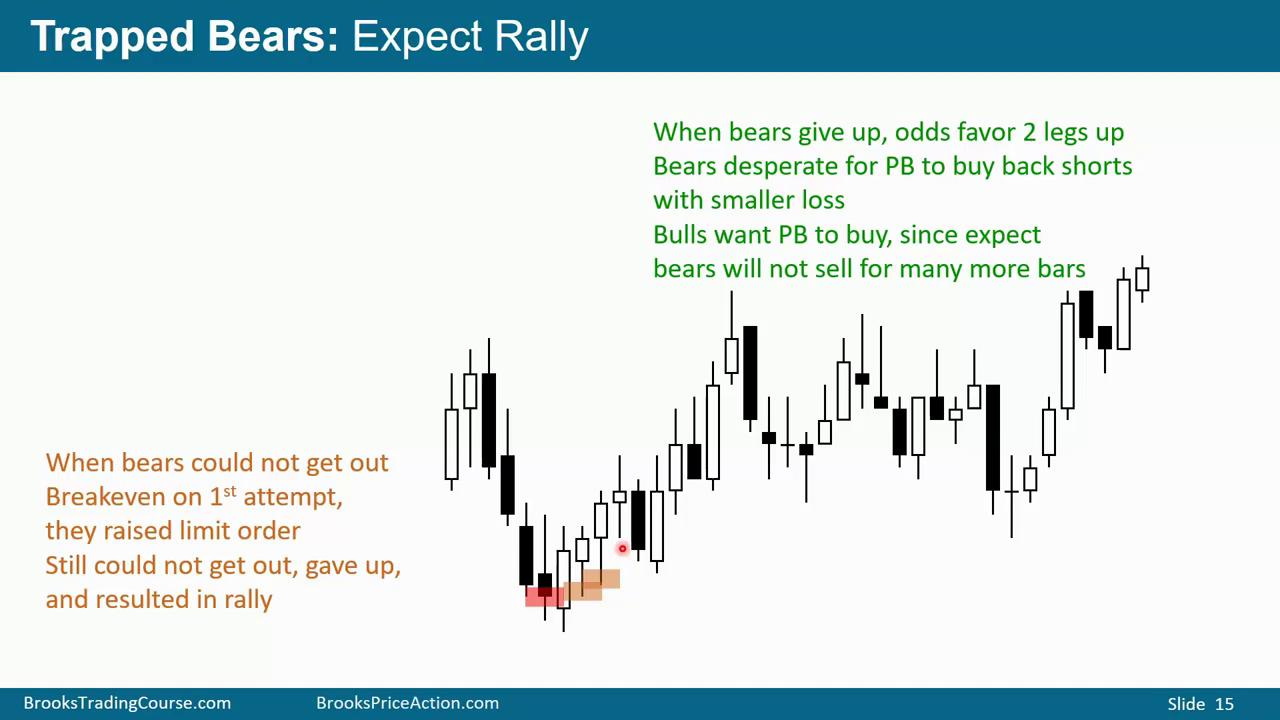 Trapped Bears: Expect Rally
When bears give up, odds favor 2 legs up
Bears desperate for PB to buy back shorts
with smaller loss
Bulls want PB to buy, since expect
bears will not sell for many more bars
When bears could not get out
Breakeven on 1st attempt,
they raised limit order
Still could not get out, gave up,
and resulted in rally
BrooksTradingCourse.com
BrooksPriceAction.com
Slide 15